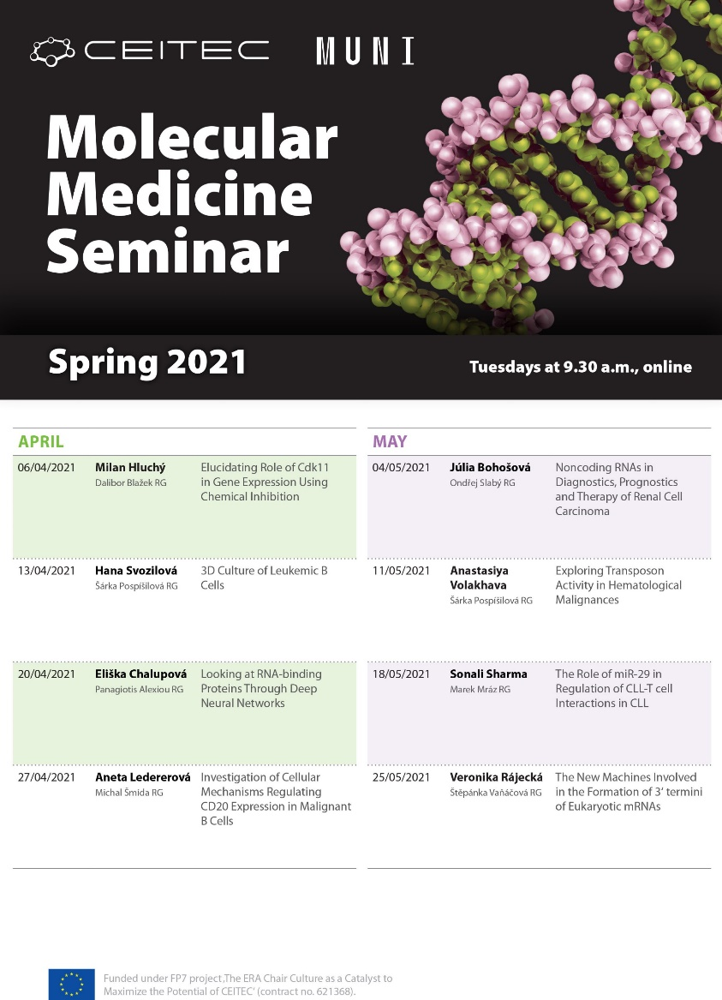 CEITEC MUNI
Molecular
Medicine
Seminar
Spring 2021
Tuesdays at 9.30 a.m., online
APRIL
06/04/2021 Milan Hluchý Elucidating Role of Cdk11
Dalibor Blažek RG in Gene Expression Using
Chemical Inhibition
13/04/2021 Hana Svozilová 3D Culture of Leukemic B
Šárka Pospíšilová RG Cells
20/04/2021 Eliška Chalupová Looking at RNA-binding
Panagiotis Alexiou RG Proteins Through Deep
Neural Networks
27/04/2021 Aneta Ledererová Investigation of Cellular
Michal Šmida RG Mechanisms Regulating
CD20 Expression in Malignant
B Cells
MAY
04/05/2021 Júlia Bohošová Noncoding RNAs in
Ondřej Slabý RG Diagnostics, Prognostics
and Therapy of Renal Cell
Carcinoma
11/05/2021 Anastasiya Exploring Transposon
Volakhava Activity in Hematological
Šárka Pospíšilová RG Malignances
18/05/2021 Sonali Sharma The Role of miR-29 in
Marek Mráz RG Regulation of CLL-T cell
Interactions in CLL
25/05/2021 Veronika Rájecká The New Machines Involved
Štěpánka Vaňáčová RG in the Formation of 3‘ termini
of Eukaryotic mRNAs
Funded under FP7 project‚The ERA Chair Culture as a Catalyst to
Maximize the Potential of CEITEC‘ (contract no. 621368).